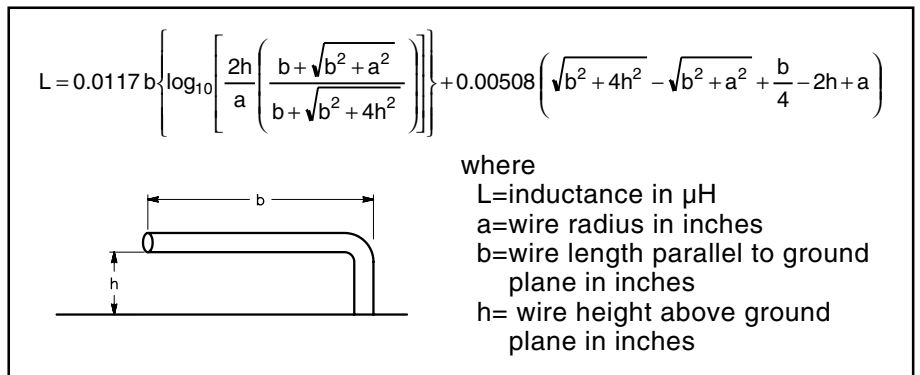 L = 0.0117 b{log₁₀[2h/a((b + √(b² + a²))/(b + √(b² + 4h²)))]} + 0.00508(√(b² + 4h²) − √(b² + a²) + b/4 − 2h + a)
b
h
where
L=inductance in µH
a=wire radius in inches
b=wire length parallel to ground
plane in inches
h= wire height above ground
plane in inches